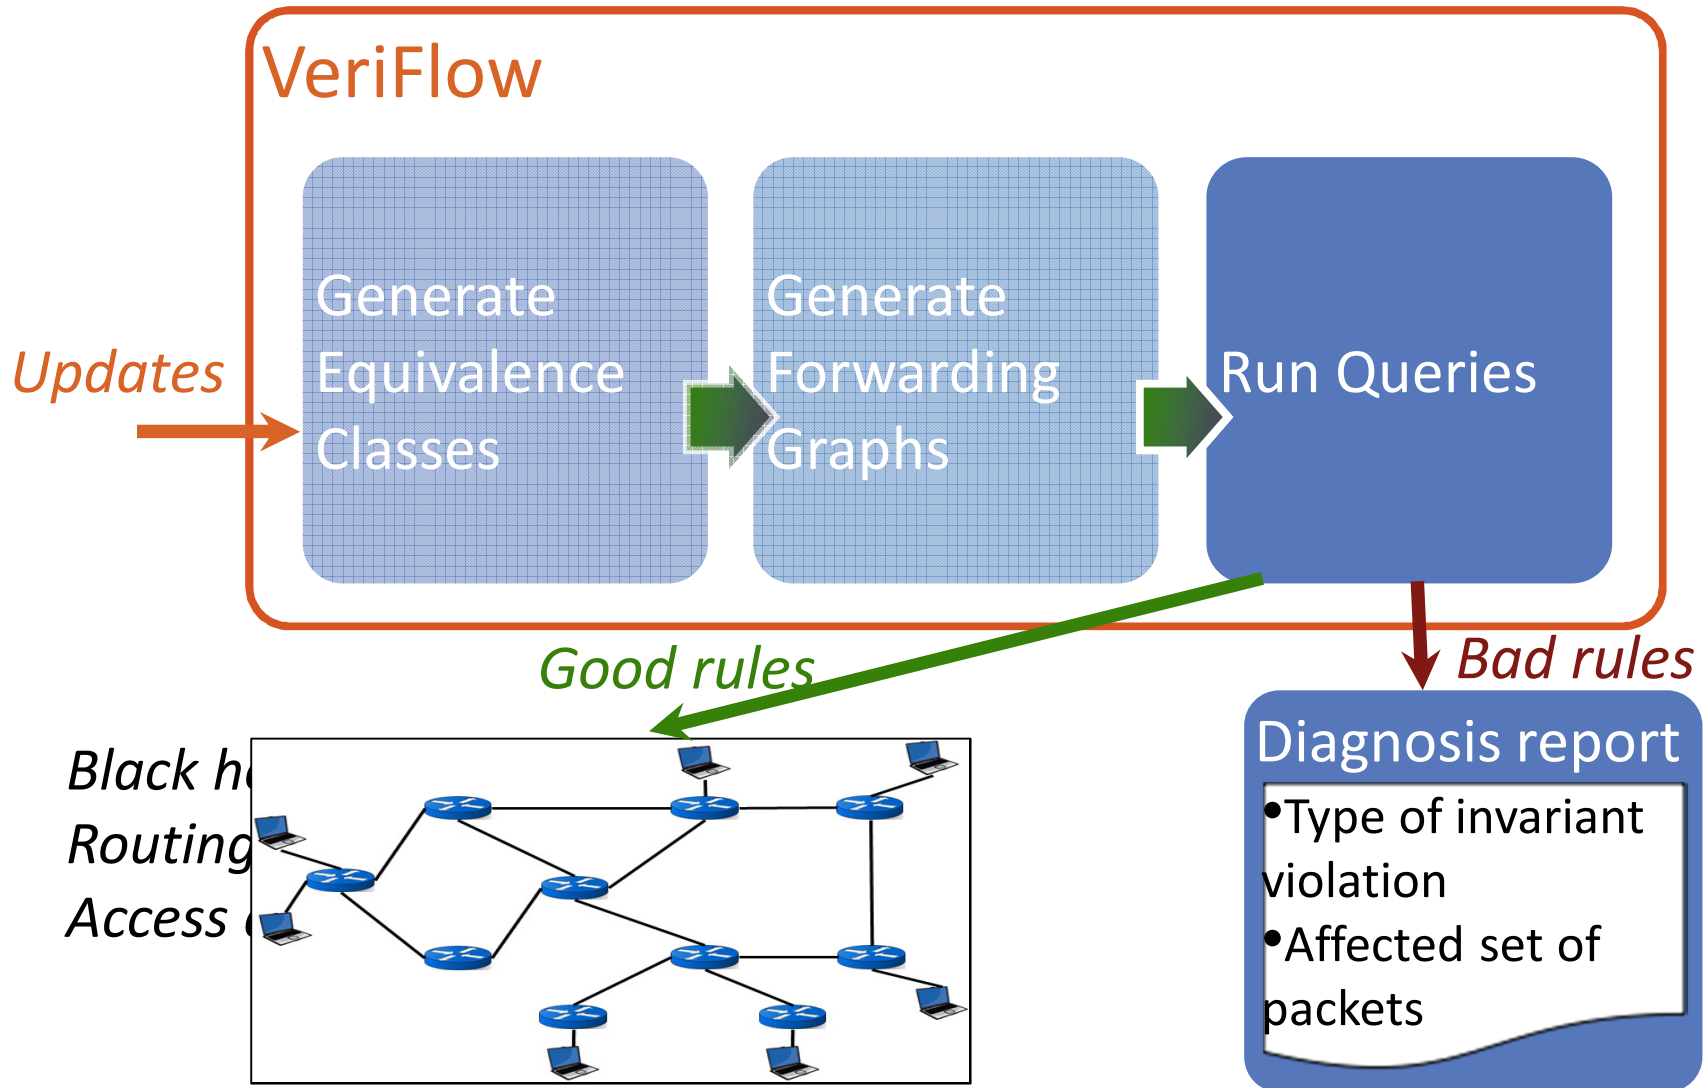 VeriFlow
Updates
Generate
Equivalence
Classes
Generate
Forwarding
Graphs
Run Queries
Good rules
Bad rules
Black
Routing
Access
Diagnosis report
•Type of invariant
violation
•Affected set of
packets